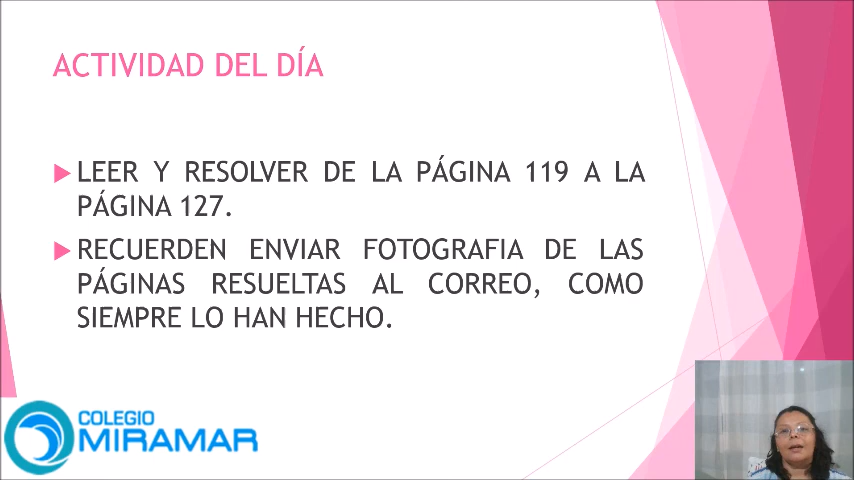 ACTIVIDAD DEL DÍA
LEER Y RESOLVER DE LA PÁGINA 119 A LA
PÁGINA 127.
RECUERDEN ENVIAR FOTOGRAFIA DE LAS
PÁGINAS RESUELTAS AL CORREO, COMO
SIEMPRE LO HAN HECHO.
COLEGIO
MIRAMAR